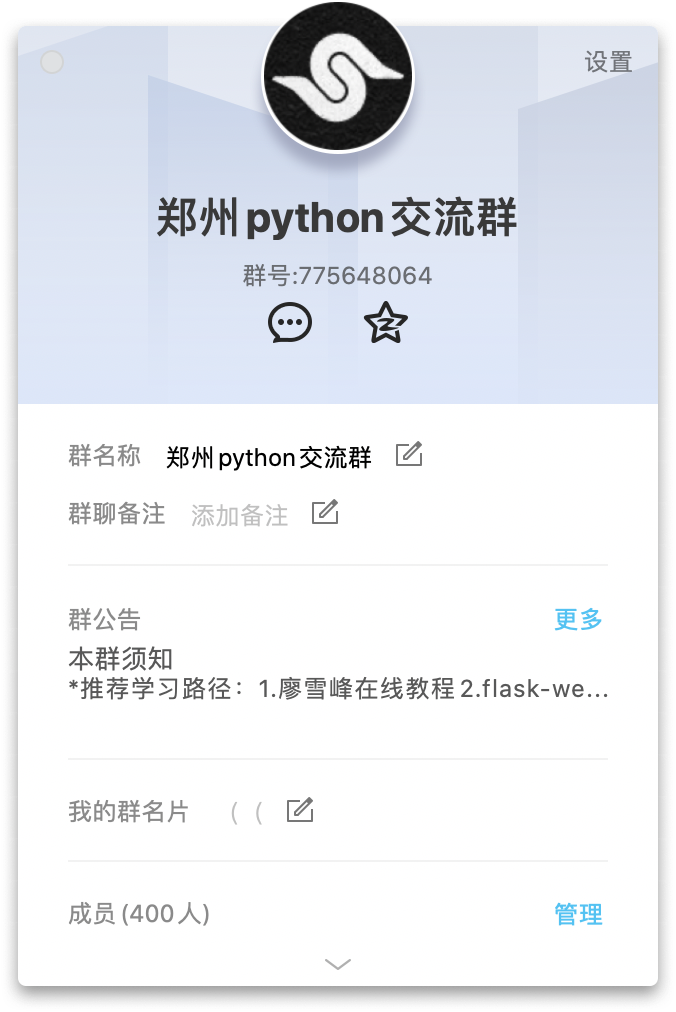 设置
郑州python交流群
群号:775648064
群名称 郑州python交流群
群聊备注 添加备注
群公告 更多
本群须知
*推荐学习路径：1.廖雪峰在线教程2.flask-we...
我的群名片 （（
成员(400人) 管理